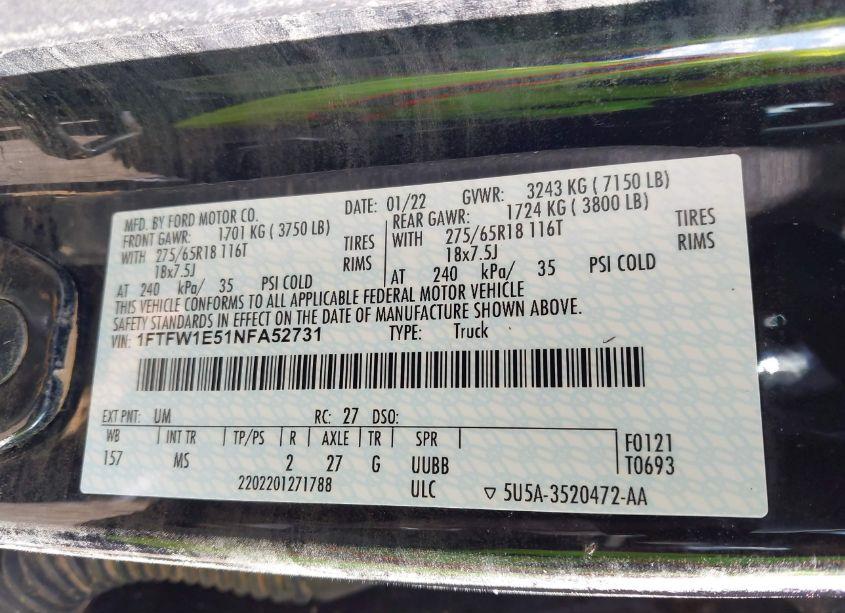 MFD. BY FORD MOTOR CO. DATE: 01/22 GVWR: 3243 KG ( 7150 LB)
FRONT GAWR: 1701 KG ( 3750 LB) REAR GAWR: 1724 KG ( 3800 LB)
WITH 275/65R18 116T TIRES WITH 275/65R18 116T TIRES
18x7.5J RIMS 18x7.5J RIMS
AT 240 kPa/ 35 PSI COLD AT 240 kPa/ 35 PSI COLD
THIS VEHICLE CONFORMS TO ALL APPLICABLE FEDERAL MOTOR VEHICLE
SAFETY STANDARDS IN EFFECT ON THE DATE OF MANUFACTURE SHOWN ABOVE.
VIN: 1FTFW1E51NFA52731 TYPE: Truck
EXT PNT: UM RC: 27 DSO:
WB INT TR TP/PS R AXLE TR SPR F0121
157 MS 2 27 G UUBB T0693
2202201271788 ULC ▽ 5U5A-3520472-AA